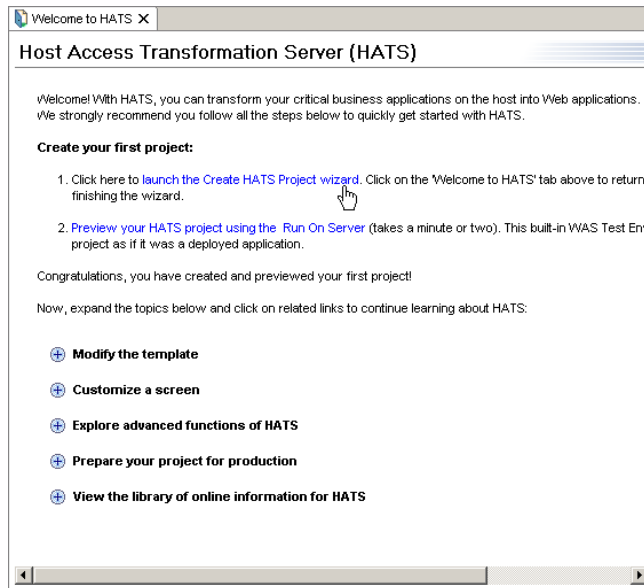 Welcome to HATS
Host Access Transformation Server (HATS)
Welcome! With HATS, you can transform your critical business applications on the host into Web applications.
We strongly recommend you follow all the steps below to quickly get started with HATS.
Create your first project:
1. Click here to launch the Create HATS Project wizard. Click on the 'Welcome to HATS' tab above to return
finishing the wizard.
2. Preview your HATS project using the Run On Server (takes a minute or two). This built-in WAS Test
project as if it was a deployed application.
Congratulations, you have created and previewed your first project!
Now, expand the topics below and click on related links to continue learning about HATS:
Modify the template
Customize a screen
Explore advanced functions of HATS
Prepare your project for production
View the library of online information for HATS